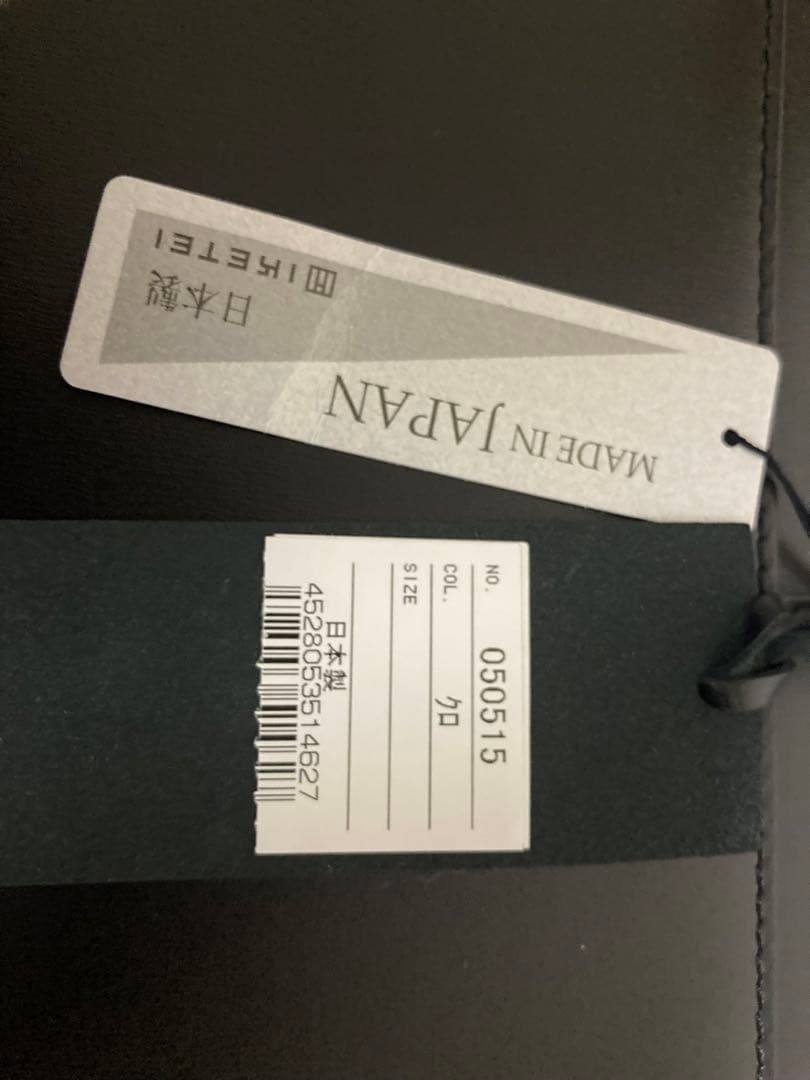 MADE IN JAPAN
日本製
IKETEI
NO. 050515
COL. クロ
SIZE
日本製
4528053514627